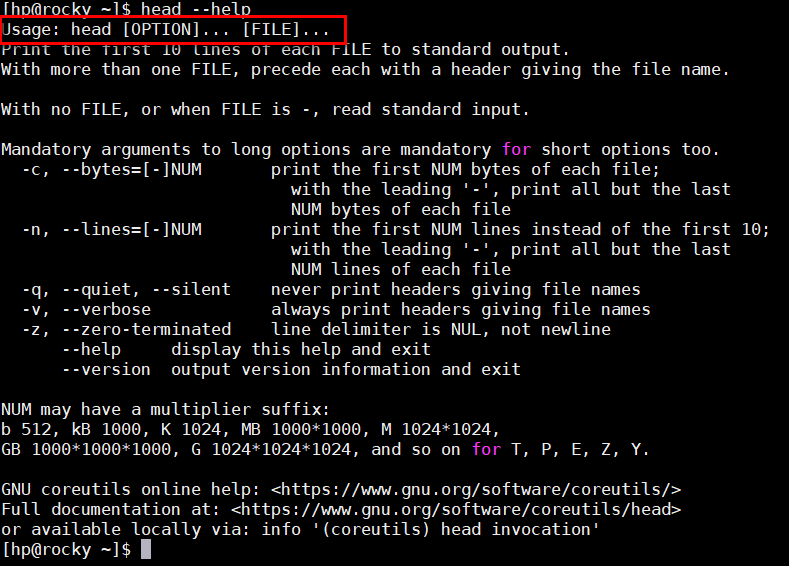 [hp@rocky ~]$ head --help
Usage: head [OPTION]... [FILE]...
Print the first 10 lines of each FILE to standard output.
With more than one FILE, precede each with a header giving the file name.

With no FILE, or when FILE is -, read standard input.

Mandatory arguments to long options are mandatory for short options too.
  -c, --bytes=[-]NUM       print the first NUM bytes of each file;
                             with the leading '-', print all but the last
                             NUM bytes of each file
  -n, --lines=[-]NUM       print the first NUM lines instead of the first 10;
                             with the leading '-', print all but the last
                             NUM lines of each file
  -q, --quiet, --silent    never print headers giving file names
  -v, --verbose            always print headers giving file names
  -z, --zero-terminated    line delimiter is NUL, not newline
      --help     display this help and exit
      --version  output version information and exit

NUM may have a multiplier suffix:
b 512, kB 1000, K 1024, MB 1000*1000, M 1024*1024,
GB 1000*1000*1000, G 1024*1024*1024, and so on for T, P, E, Z, Y.

GNU coreutils online help: <https://www.gnu.org/software/coreutils/>
Full documentation at: <https://www.gnu.org/software/coreutils/head>
or available locally via: info '(coreutils) head invocation'
[hp@rocky ~]$